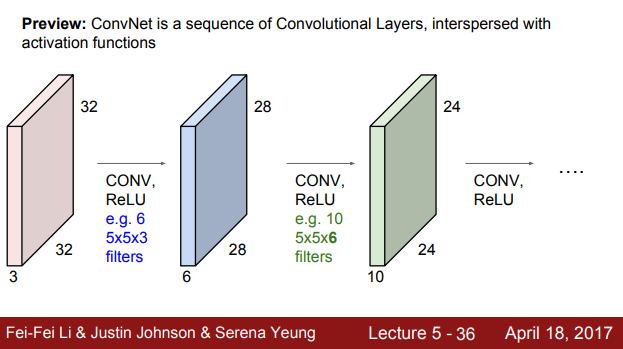 Preview: ConvNet is a sequence of Convolutional Layers, interspersed with
activation functions
32
32
3
CONV,
ReLU
e.g. 6
5x5x3
filters
28
28
6
CONV,
ReLU
e.g. 10
5x5x6
filters
24
24
10
CONV,
ReLU
....
Fei-Fei Li & Justin Johnson & Serena Yeung
Lecture 5 - 36
April 18, 2017